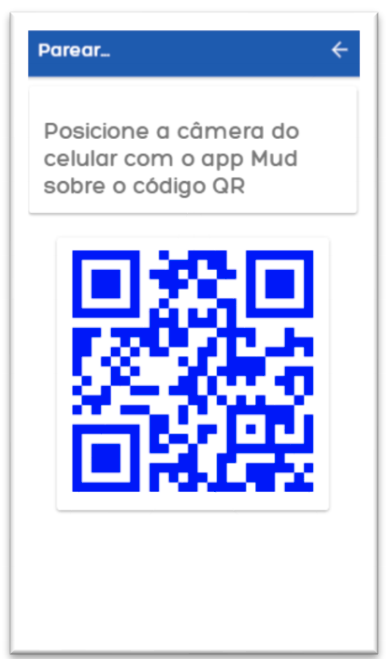 Parear...
Posicione a câmera do
celular com o app Mud
sobre o código QR